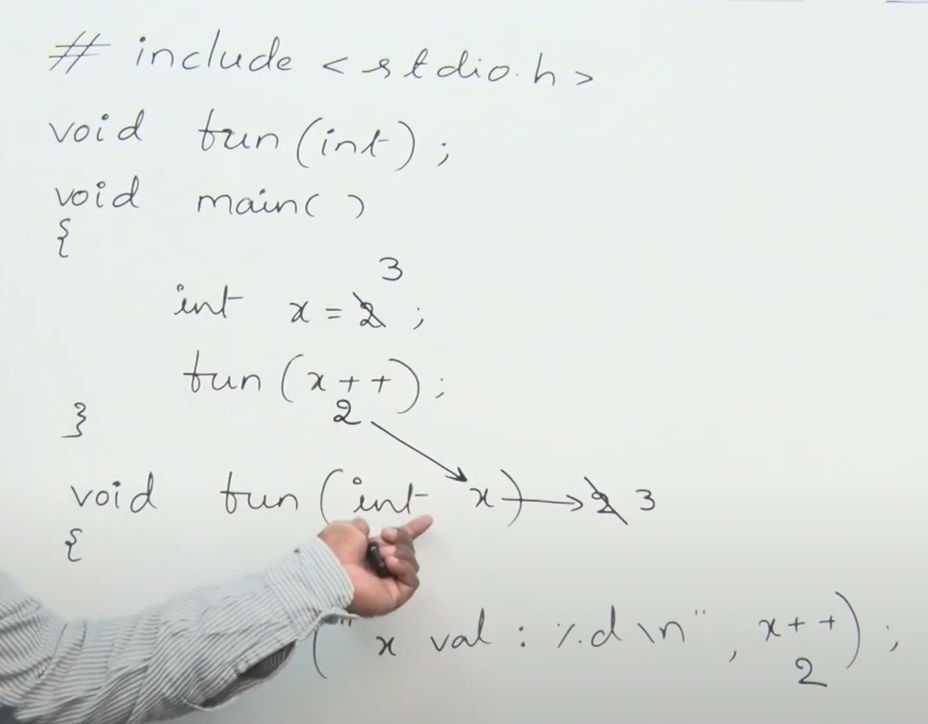 # include <stdio.h>
void fun(int);
void main()
{
3
int x = 2;
fun(x++);
2
}
void fun(int x) → 2 3
{
(" x val : %d \n", x++);
2